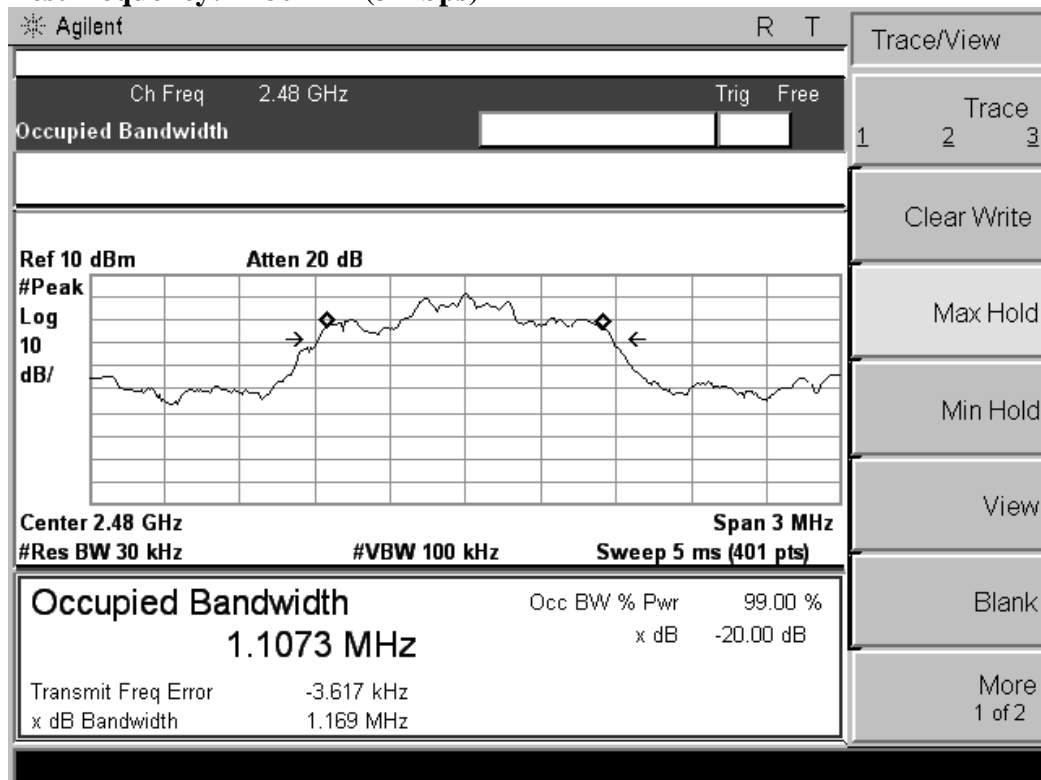 Agilent R T
Trace/View
Ch Freq 2.48 GHz Trig Free
Occupied Bandwidth
Trace
1 2 3
Clear Write
Ref 10 dBm Atten 20 dB
#Peak
Log
10
dB/
Max Hold
Min Hold
View
Center 2.48 GHz Span 3 MHz
#Res BW 30 kHz #VBW 100 kHz Sweep 5 ms (401 pts)
Occupied Bandwidth
1.1073 MHz
Occ BW % Pwr 99.00 %
x dB -20.00 dB
Blank
Transmit Freq Error -3.617 kHz
x dB Bandwidth 1.169 MHz
More
1 of 2